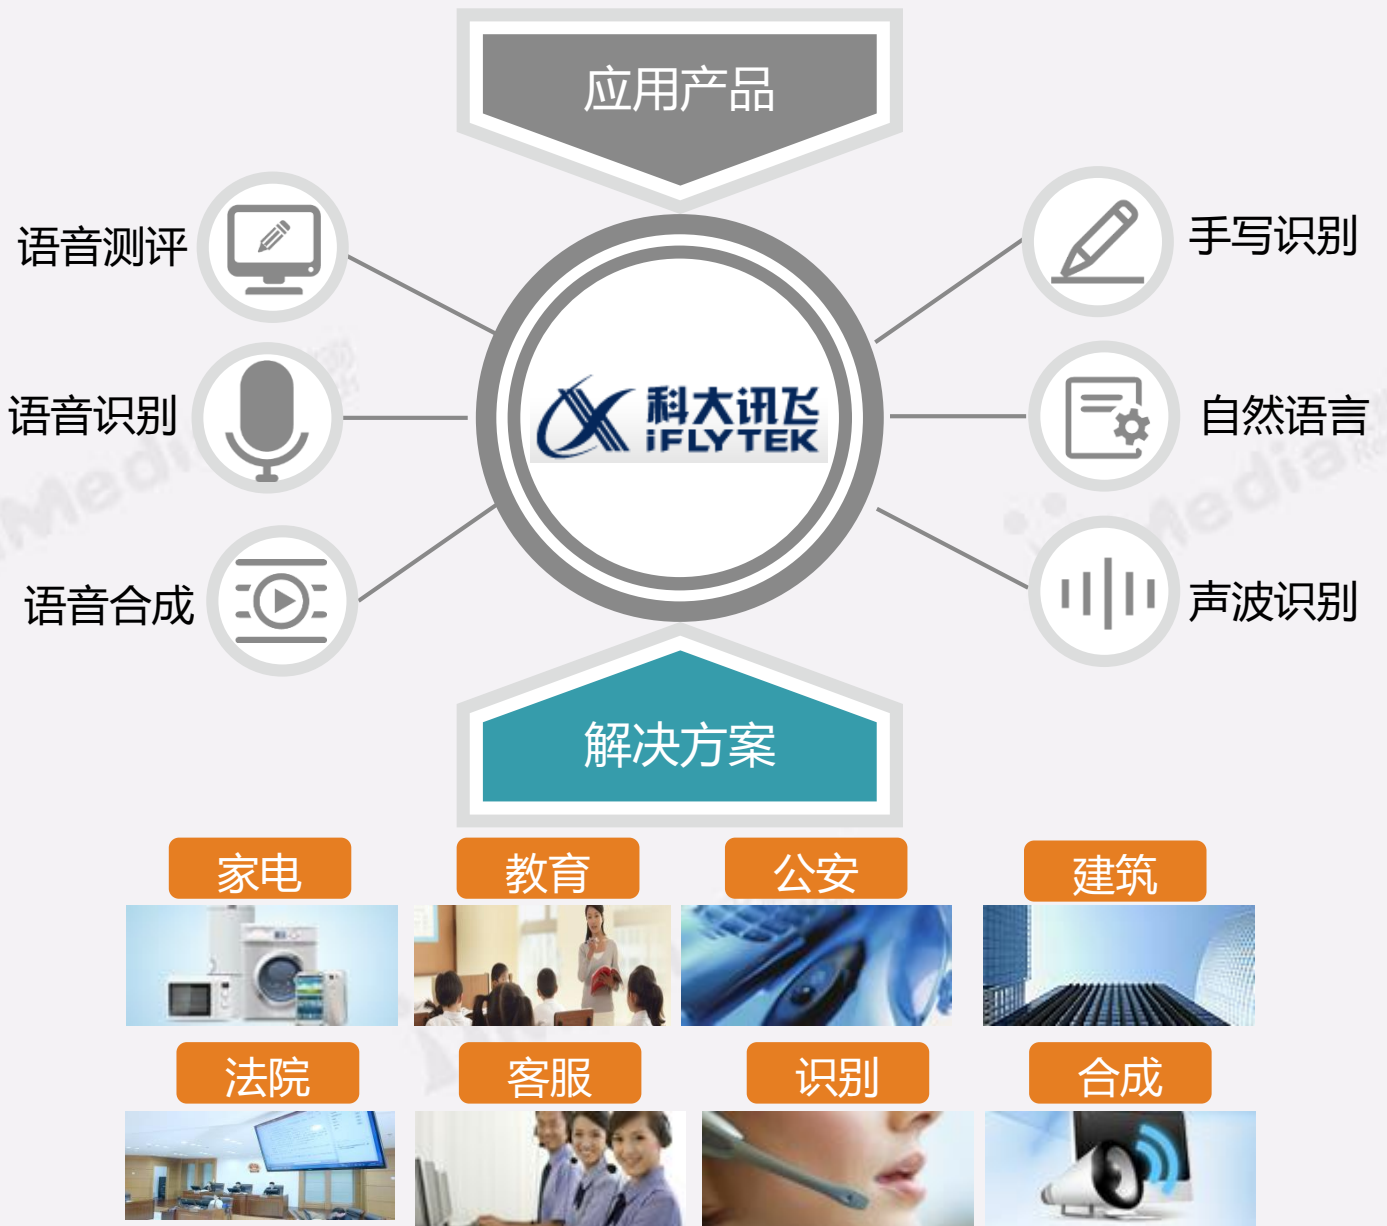 应用产品
语音测评
手写识别
语音识别
科大讯飞
iFLYTEK
自然语言
语音合成
声波识别
解决方案
家电
教育
公安
建筑
法院
客服
识别
合成
iMedia
iMedia